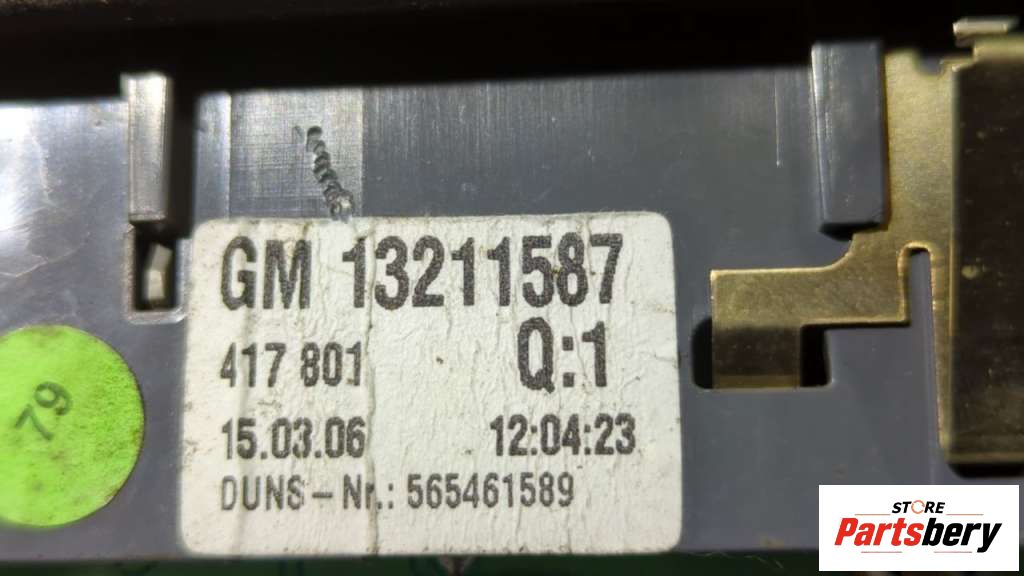 GM 13211587
417 801 Q:1
15.03.06 12:04:23
DUNS-Nr.: 565461589
79
STORE
Partsbery